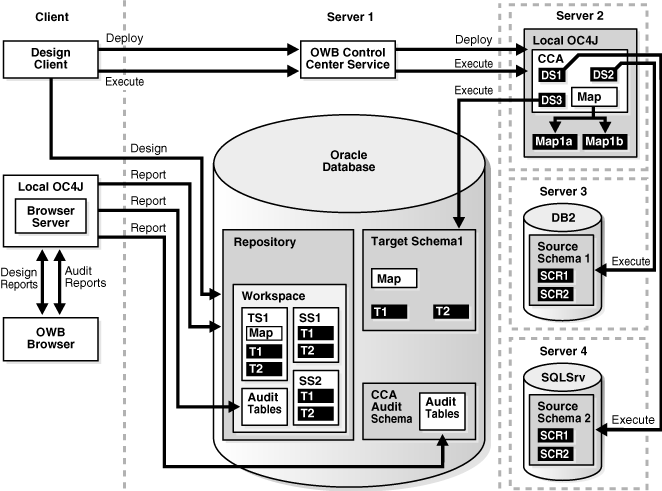 Client
Server 1
Server 2
Design
Client
Deploy
Execute
OWB Control
Center Service
Deploy
Execute
Execute
Local OC4J
CCA
DS1
DS2
DS3
Map
Map1a
Map1b
Design
Report
Report
Report
Local OC4J
Browser
Server
Design
Reports
Audit
Reports
OWB
Browser
Oracle
Database
Repository
Workspace
TS1
Map
T1
T2
SS1
T1
T2
SS2
T1
T2
Audit
Tables
Target Schema1
Map
T1
T2
CCA
Audit
Schema
Audit
Tables
Server 3
DB2
Source
Schema 1
SCR1
SCR2
Execute
Server 4
SQLSrv
Source
Schema 2
SCR1
SCR2
Execute